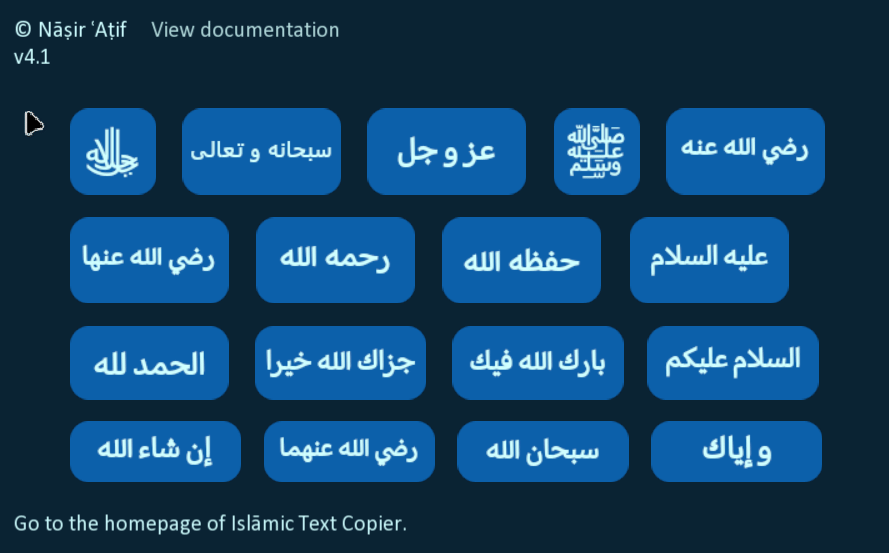 © Nāṣir ʿAṭif View documentation
v4.1
ﷻ
سبحانه و تعالى
عز و جل
ﷺ
رضي الله عنه
رضي الله عنها
رحمه الله
حفظه الله
عليه السلام
الحمد لله
جزاك الله خيرا
بارك الله فيك
السلام عليكم
إن شاء الله
رضي الله عنهما
سبحان الله
و إياك
Go to the homepage of Islāmic Text Copier.